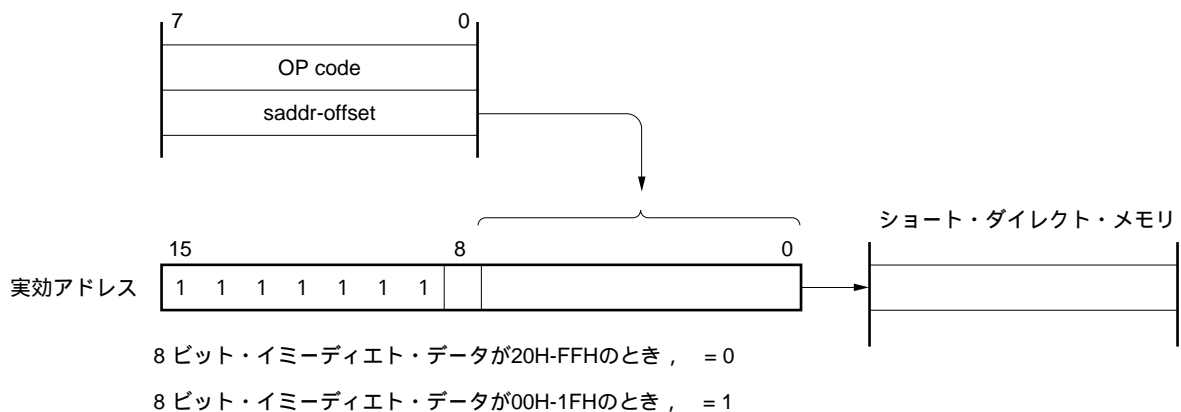 7 0
OP code
saddr-offset
ショート・ダイレクト・メモリ
15 8 0
実効アドレス 1 1 1 1 1 1 1
8 ビット・イミーディエト・データが20H-FFHのとき， = 0
8 ビット・イミーディエト・データが00H-1FHのとき， = 1